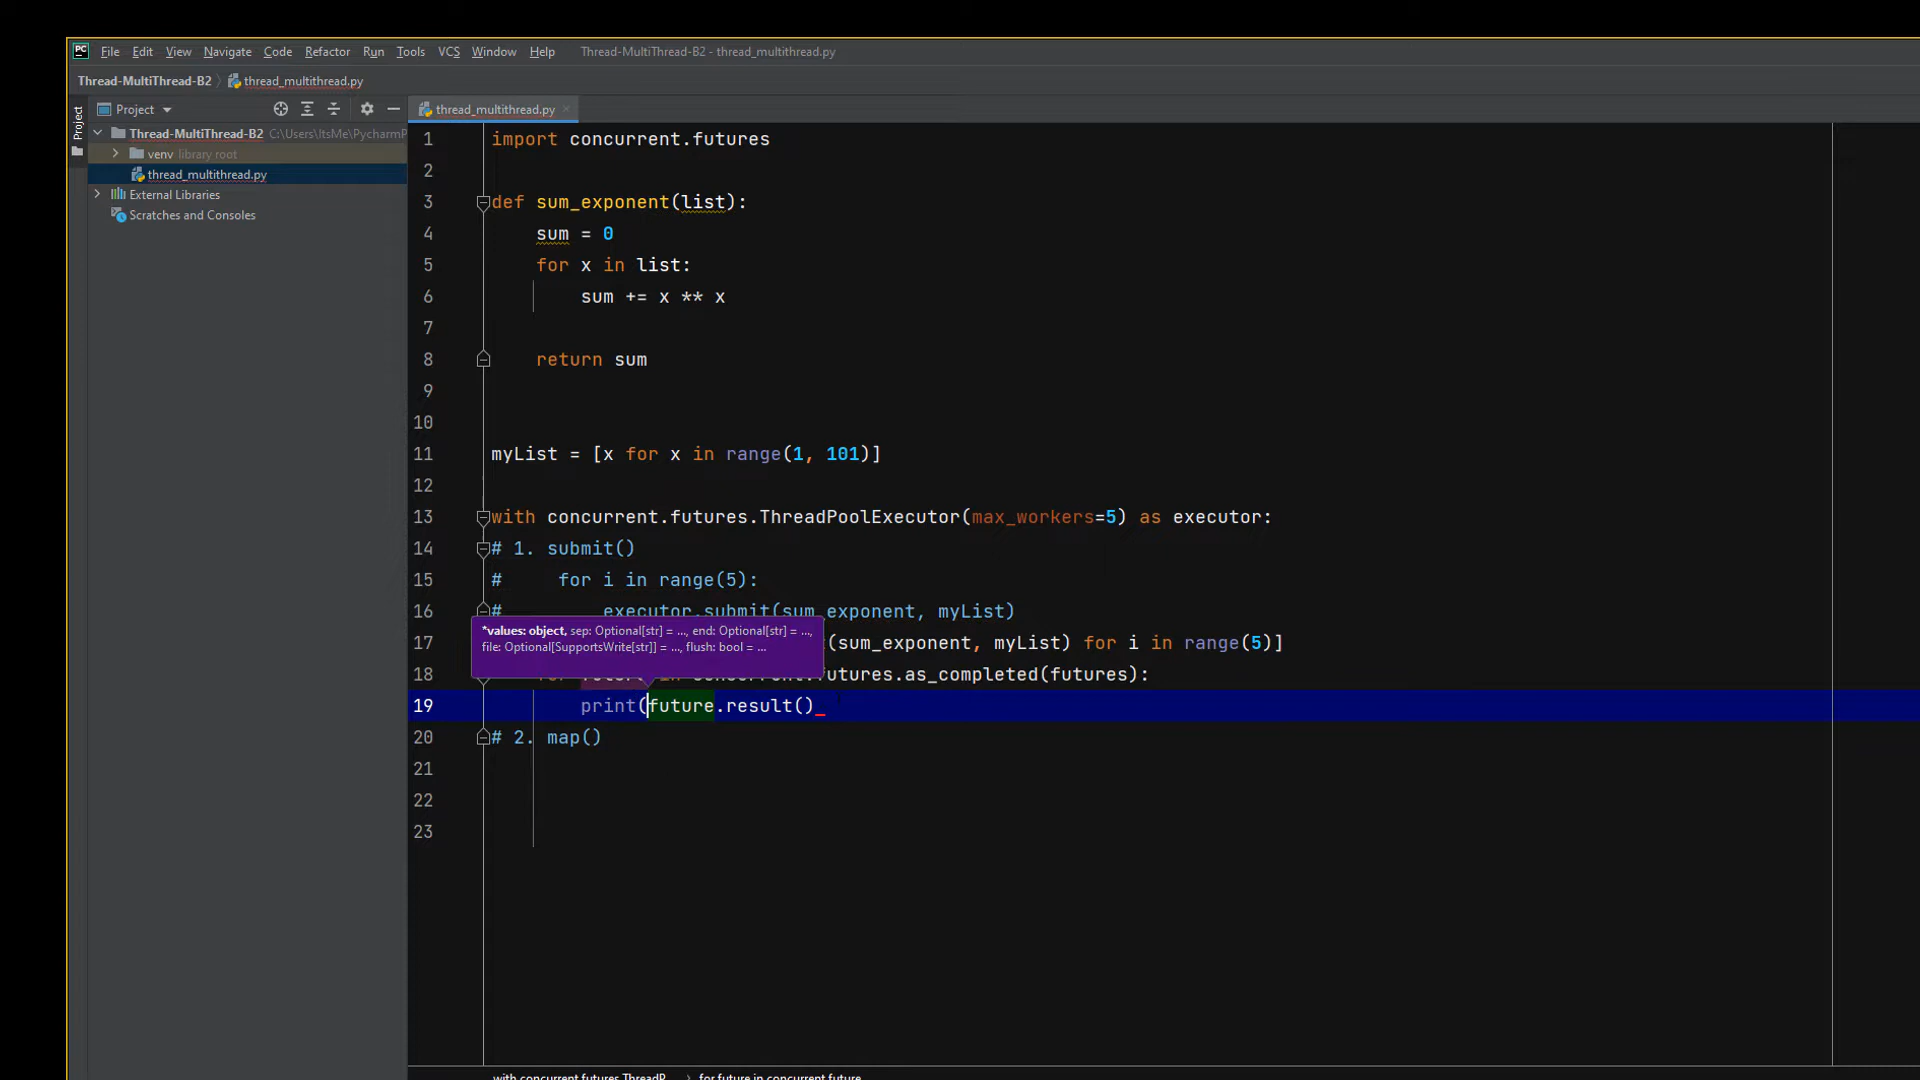 PC File Edit View Navigate Code Refactor Run Tools VCS Window Help Thread-MultiThread-B2 - thread_multithread.py
Thread-MultiThread-B2 thread_multithread.py
Project
Project
thread_multithread.py
Thread-MultiThread-B2 C:\Users\ItsMe\PycharmP
venv library root
thread_multithread.py
External Libraries
Scratches and Consoles
1 import concurrent.futures
2
3 def sum_exponent(list):
4 sum = 0
5 for x in list:
6 sum += x ** x
7
8 return sum
9
10
11 myList = [x for x in range(1, 101)]
12
13 with concurrent.futures.ThreadPoolExecutor(max_workers=5) as executor:
14 # 1. submit()
15 # for i in range(5):
16 # executor.submit(sum_exponent, myList)
*values: object, sep: Optional[str] = ..., end: Optional[str] = ...,
file: Optional[SupportsWrite[str]] = ..., flush: bool = ...
17 (sum_exponent, myList) for i in range(5)]
18 futures.as_completed(futures):
19 print(future.result()
20 # 2. map()
21
22
23
with concurrent.futures.ThreadP... for future in concurrent.future...